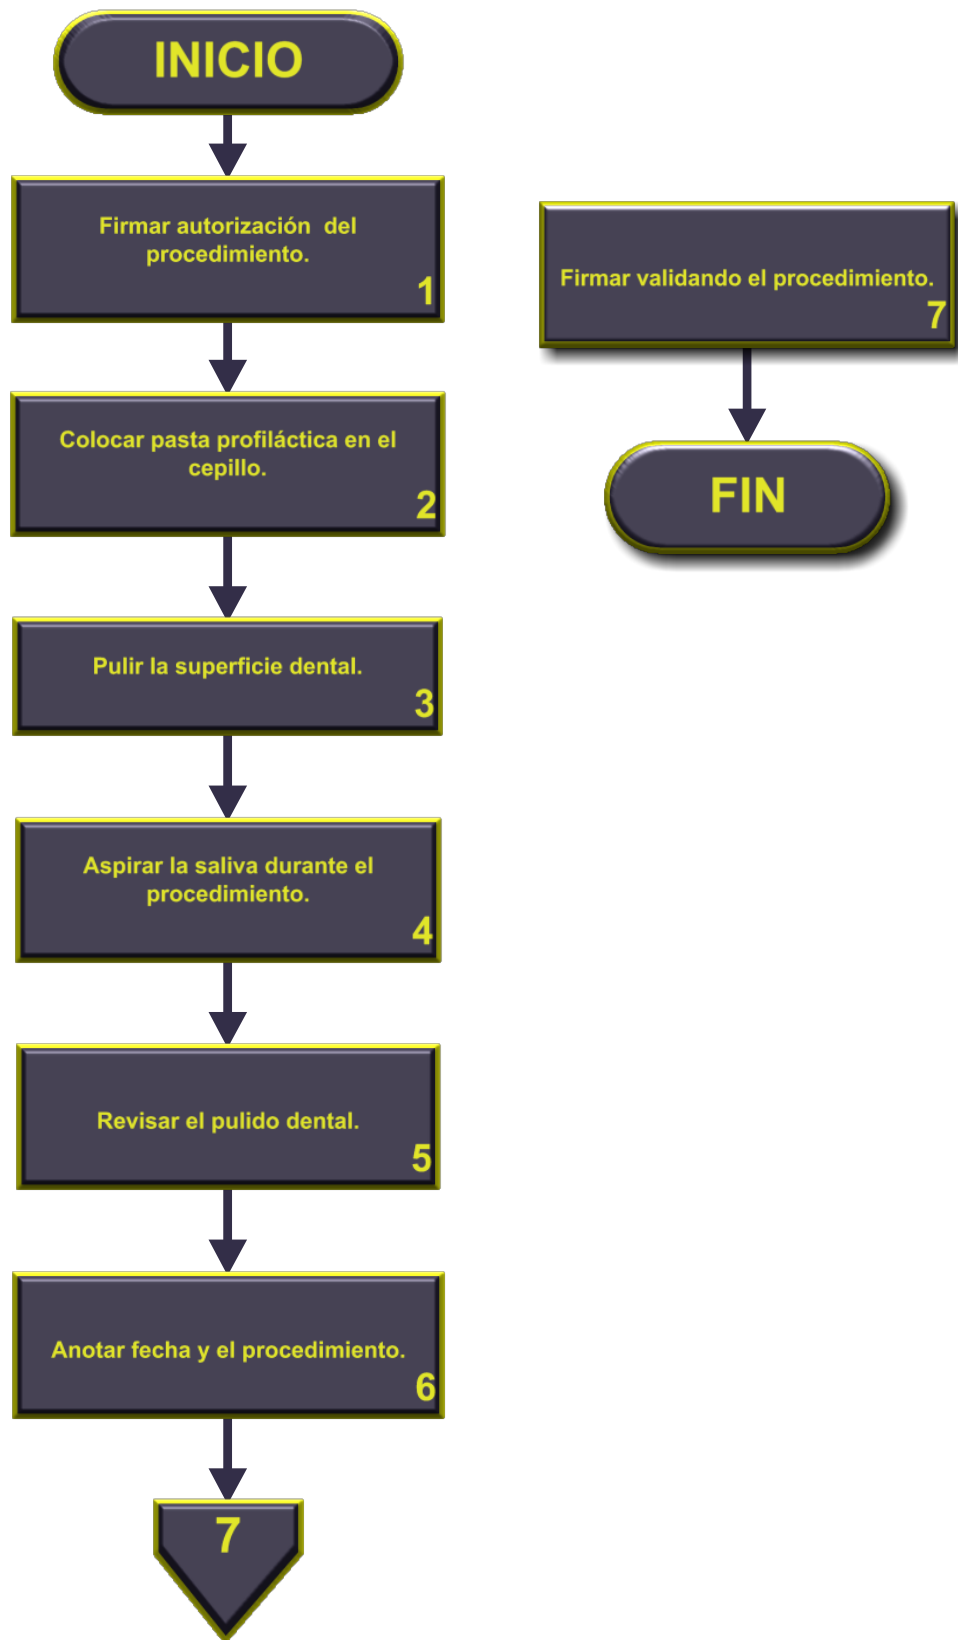 INICIO
Firmar autorización del
procedimiento.
1
Colocar pasta profiláctica en el
cepillo.
2
Pulir la superficie dental.
3
Aspirar la saliva durante el
procedimiento.
4
Revisar el pulido dental.
5
Anotar fecha y el procedimiento.
6
7
Firmar validando el procedimiento.
7
FIN